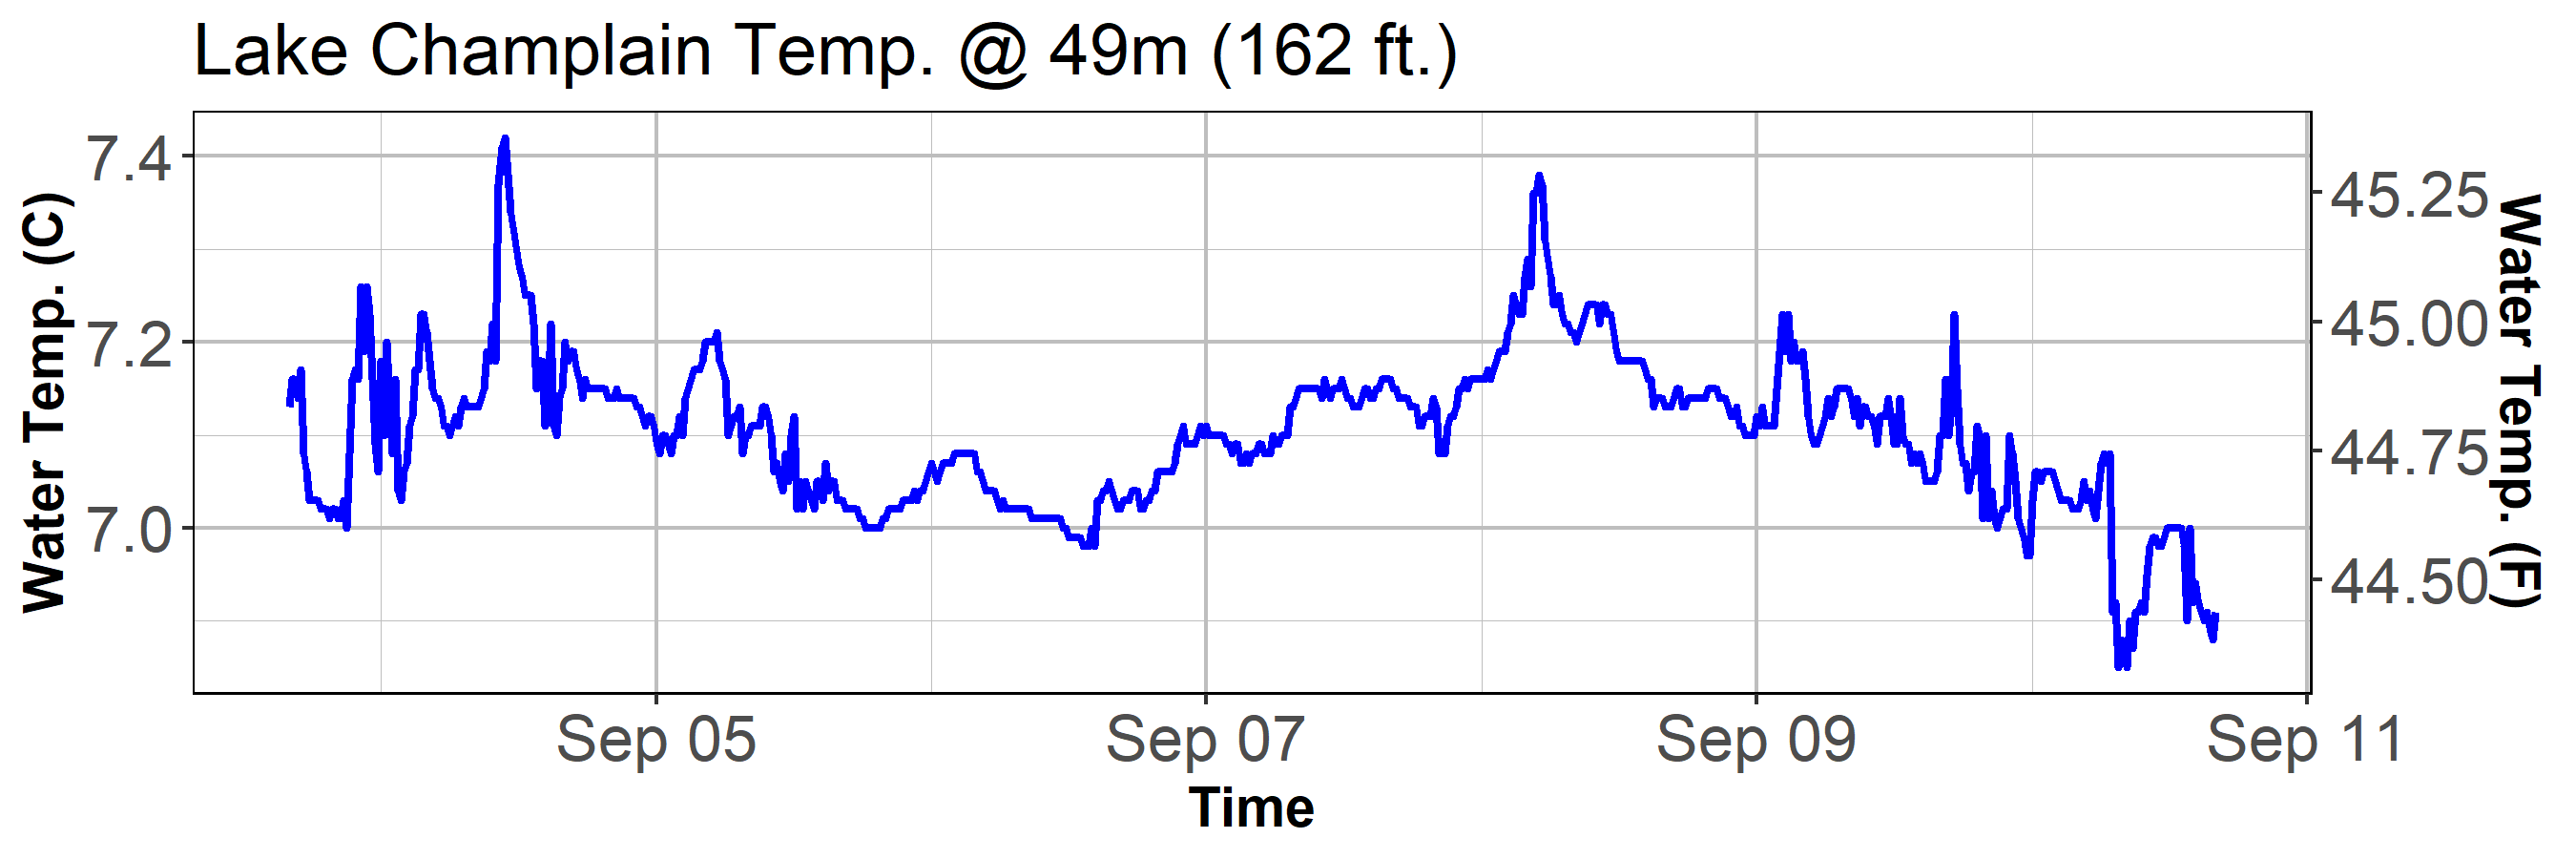 Lake Champlain Temp. @ 49m (162 ft.)
Water Temp. (C)
7.4
7.2
7.0
45.25
45.00
44.75
44.50
Water Temp. (F)
Sep 05 Sep 07 Sep 09 Sep 11
Time